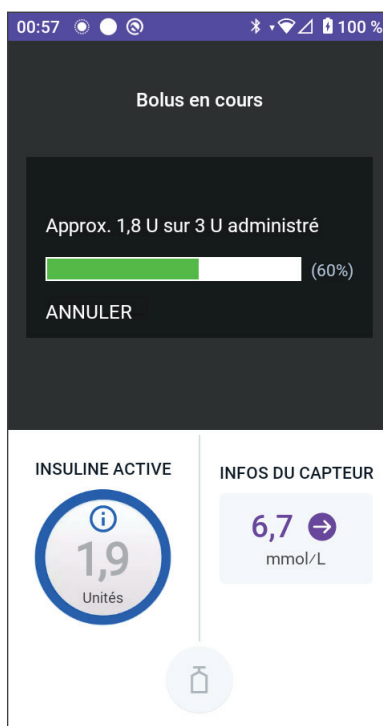 00:57 100 %
Bolus en cours
Approx. 1,8 U sur 3 U administré
(60%)
ANNULER
INSULINE ACTIVE
1,9
Unités
INFOS DU CAPTEUR
6,7
mmol/L